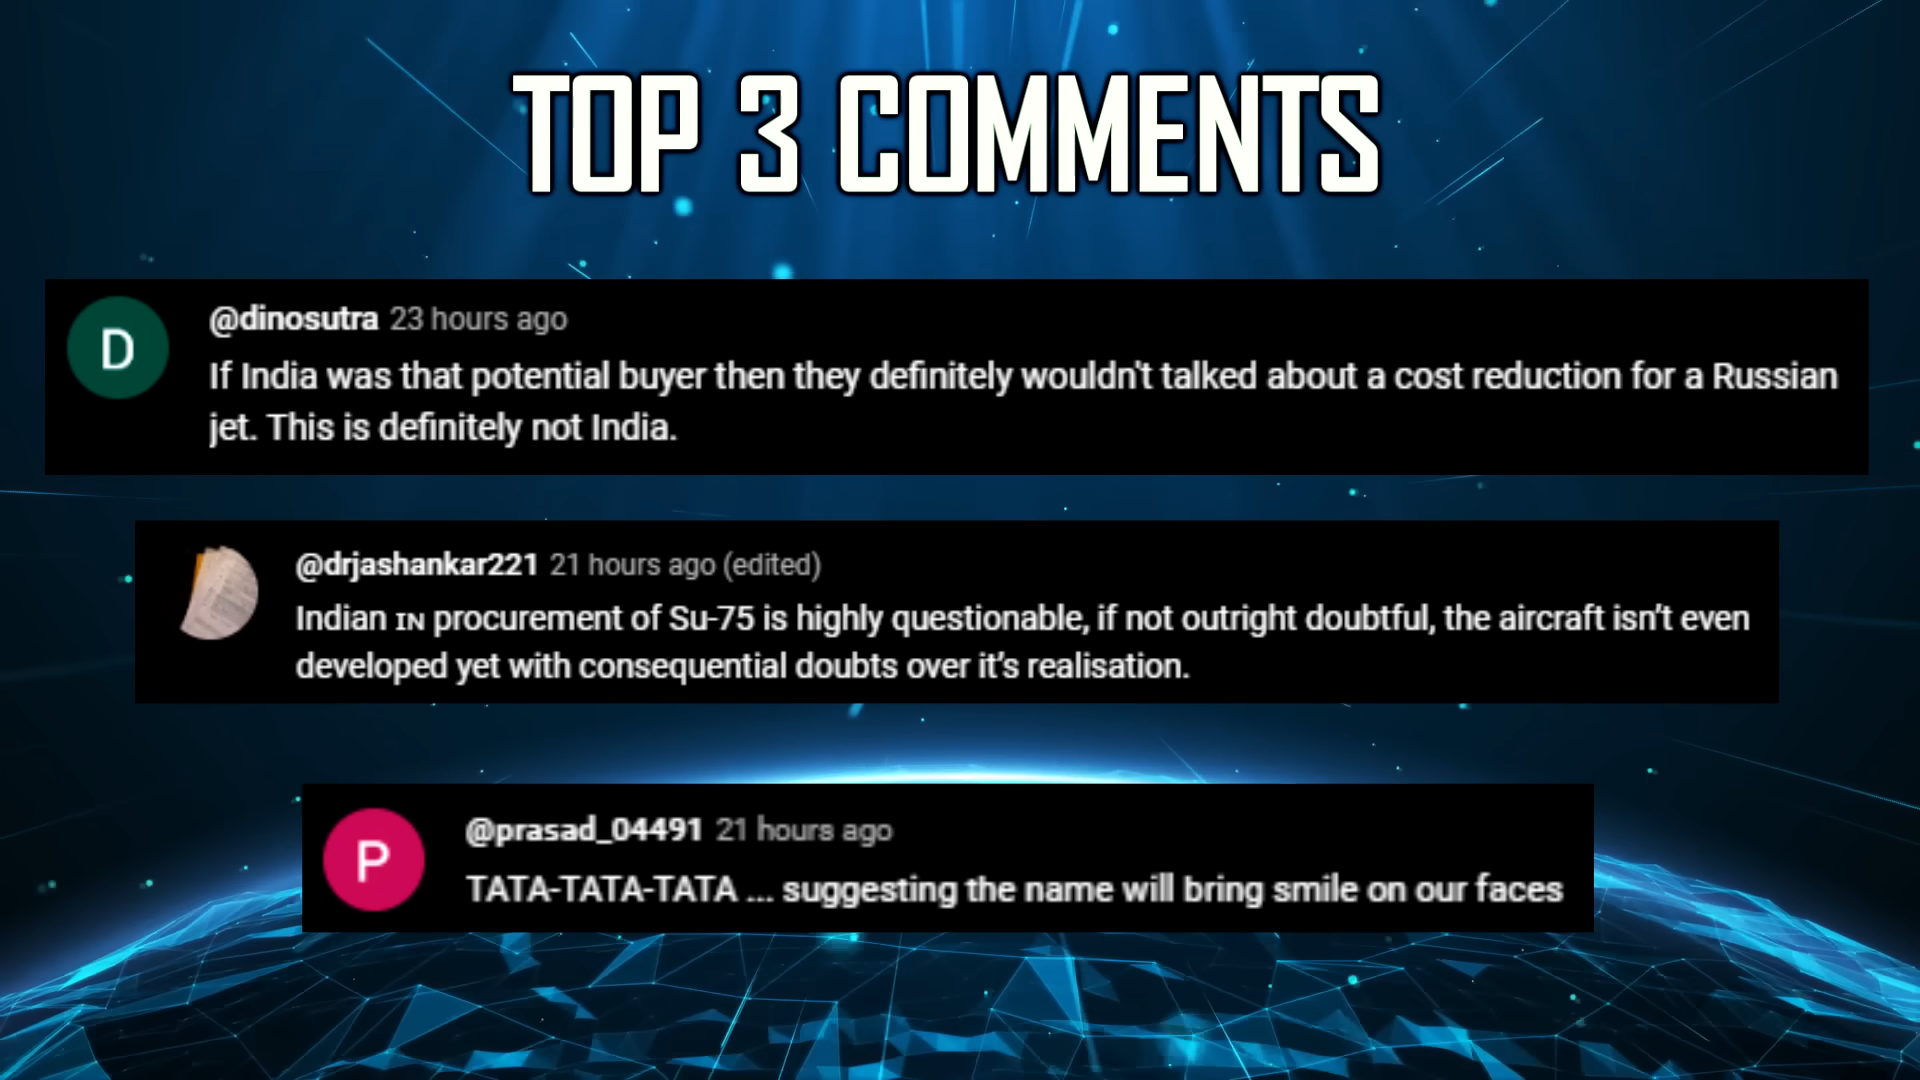 TOP 3 COMMENTS
D
@dinosutra 23 hours ago
If India was that potential buyer then they definitely wouldn't talked about a cost reduction for a Russian
jet. This is definitely not India.
@drjashankar221 21 hours ago (edited)
Indian ɪɴ procurement of Su-75 is highly questionable, if not outright doubtful, the aircraft isn’t even
developed yet with consequential doubts over it’s realisation.
P
@prasad_04491 21 hours ago
TATA-TATA-TATA ... suggesting the name will bring smile on our faces